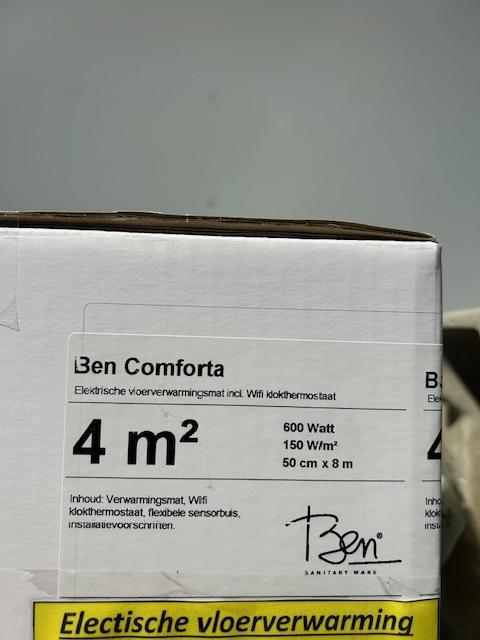 Ben Comforta
Elektrische vloerverwarmingsmat incl. Wifi klokthermostaat
4 m²
600 Watt
150 W/m²
50 cm x 8 m
Inhoud: Verwarmingsmat, Wifi
klokthermostaat, flexibele sensorbuis,
installatievoorschriften.
Ben®
SANITARY WARE
Electische vloerverwarming